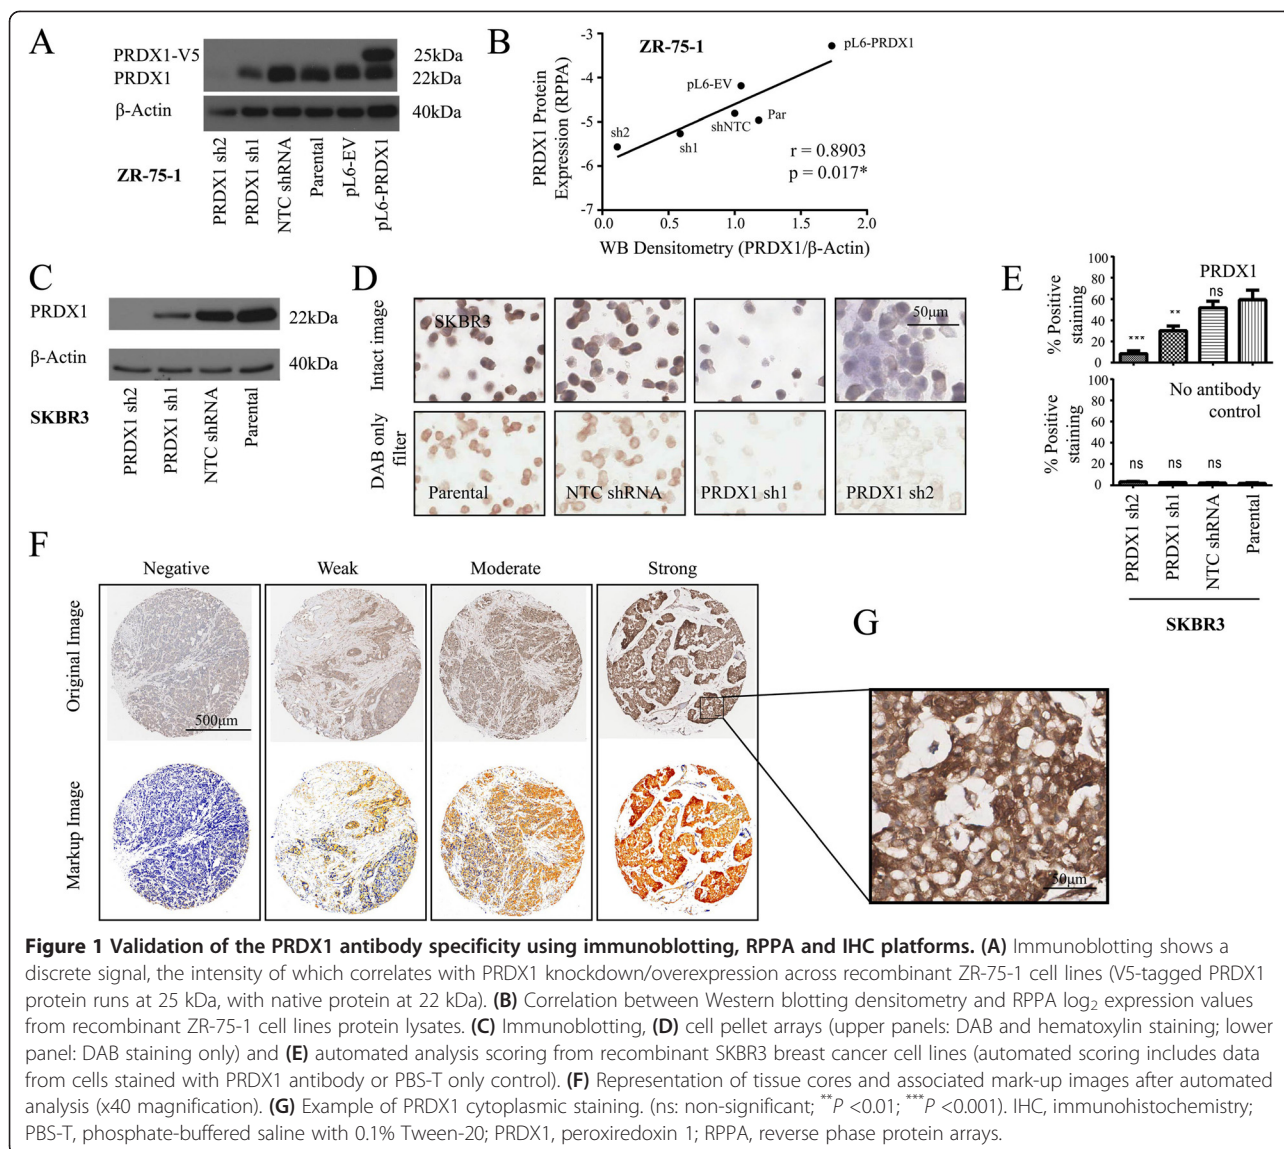 A
PRDX1-V5
PRDX1
β-Actin
25kDa
22kDa
40kDa
ZR-75-1
PRDX1 sh2
PRDX1 sh1
NTC shRNA
Parental
pL6-EV
pL6-PRDX1
B
ZR-75-1
PRDX1 Protein
Expression (RPPA)
-3
-4
-5
-6
-7
pL6-PRDX1
pL6-EV
shNTC
Par
sh2
sh1
r = 0.8903
p = 0.017*
0.0 0.5 1.0 1.5 2.0
WB Densitometry (PRDX1/β-Actin)
C
PRDX1
22kDa
β-Actin
40kDa
SKBR3
PRDX1 sh2
PRDX1 sh1
NTC shRNA
Parental
D
Intact image
SKBR3
50μm
DAB only
filter
Parental
NTC shRNA
PRDX1 sh1
PRDX1 sh2
E
% Positive
staining
100
80
60
40
20
0
PRDX1
***
**
ns
% Positive
staining
100
80
60
40
20
0
No antibody
control
ns ns ns
PRDX1 sh2
PRDX1 sh1
NTC shRNA
Parental
SKBR3
F
Negative Weak Moderate Strong
Original Image
500μm
Markup Image
G
50μm
Figure 1 Validation of the PRDX1 antibody specificity using immunoblotting, RPPA and IHC platforms. (A) Immunoblotting shows a
discrete signal, the intensity of which correlates with PRDX1 knockdown/overexpression across recombinant ZR-75-1 cell lines (V5-tagged PRDX1
protein runs at 25 kDa, with native protein at 22 kDa). (B) Correlation between Western blotting densitometry and RPPA log2 expression values
from recombinant ZR-75-1 cell lines protein lysates. (C) Immunoblotting, (D) cell pellet arrays (upper panels: DAB and hematoxylin staining; lower
panel: DAB staining only) and (E) automated analysis scoring from recombinant SKBR3 breast cancer cell lines (automated scoring includes data
from cells stained with PRDX1 antibody or PBS-T only control). (F) Representation of tissue cores and associated mark-up images after automated
analysis (x40 magnification). (G) Example of PRDX1 cytoplasmic staining. (ns: non-significant; **P <0.01; ***P <0.001). IHC, immunohistochemistry;
PBS-T, phosphate-buffered saline with 0.1% Tween-20; PRDX1, peroxiredoxin 1; RPPA, reverse phase protein arrays.